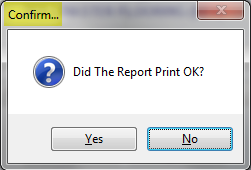 Confirm...
Did The Report Print OK?
Yes
No